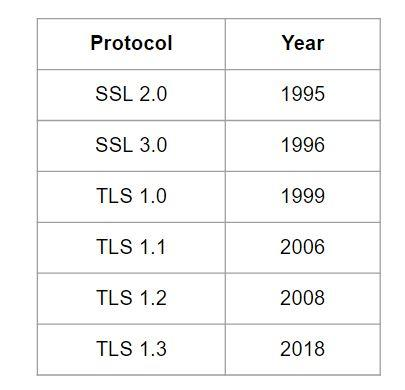 Protocol Year
SSL 2.0 1995
SSL 3.0 1996
TLS 1.0 1999
TLS 1.1 2006
TLS 1.2 2008
TLS 1.3 2018